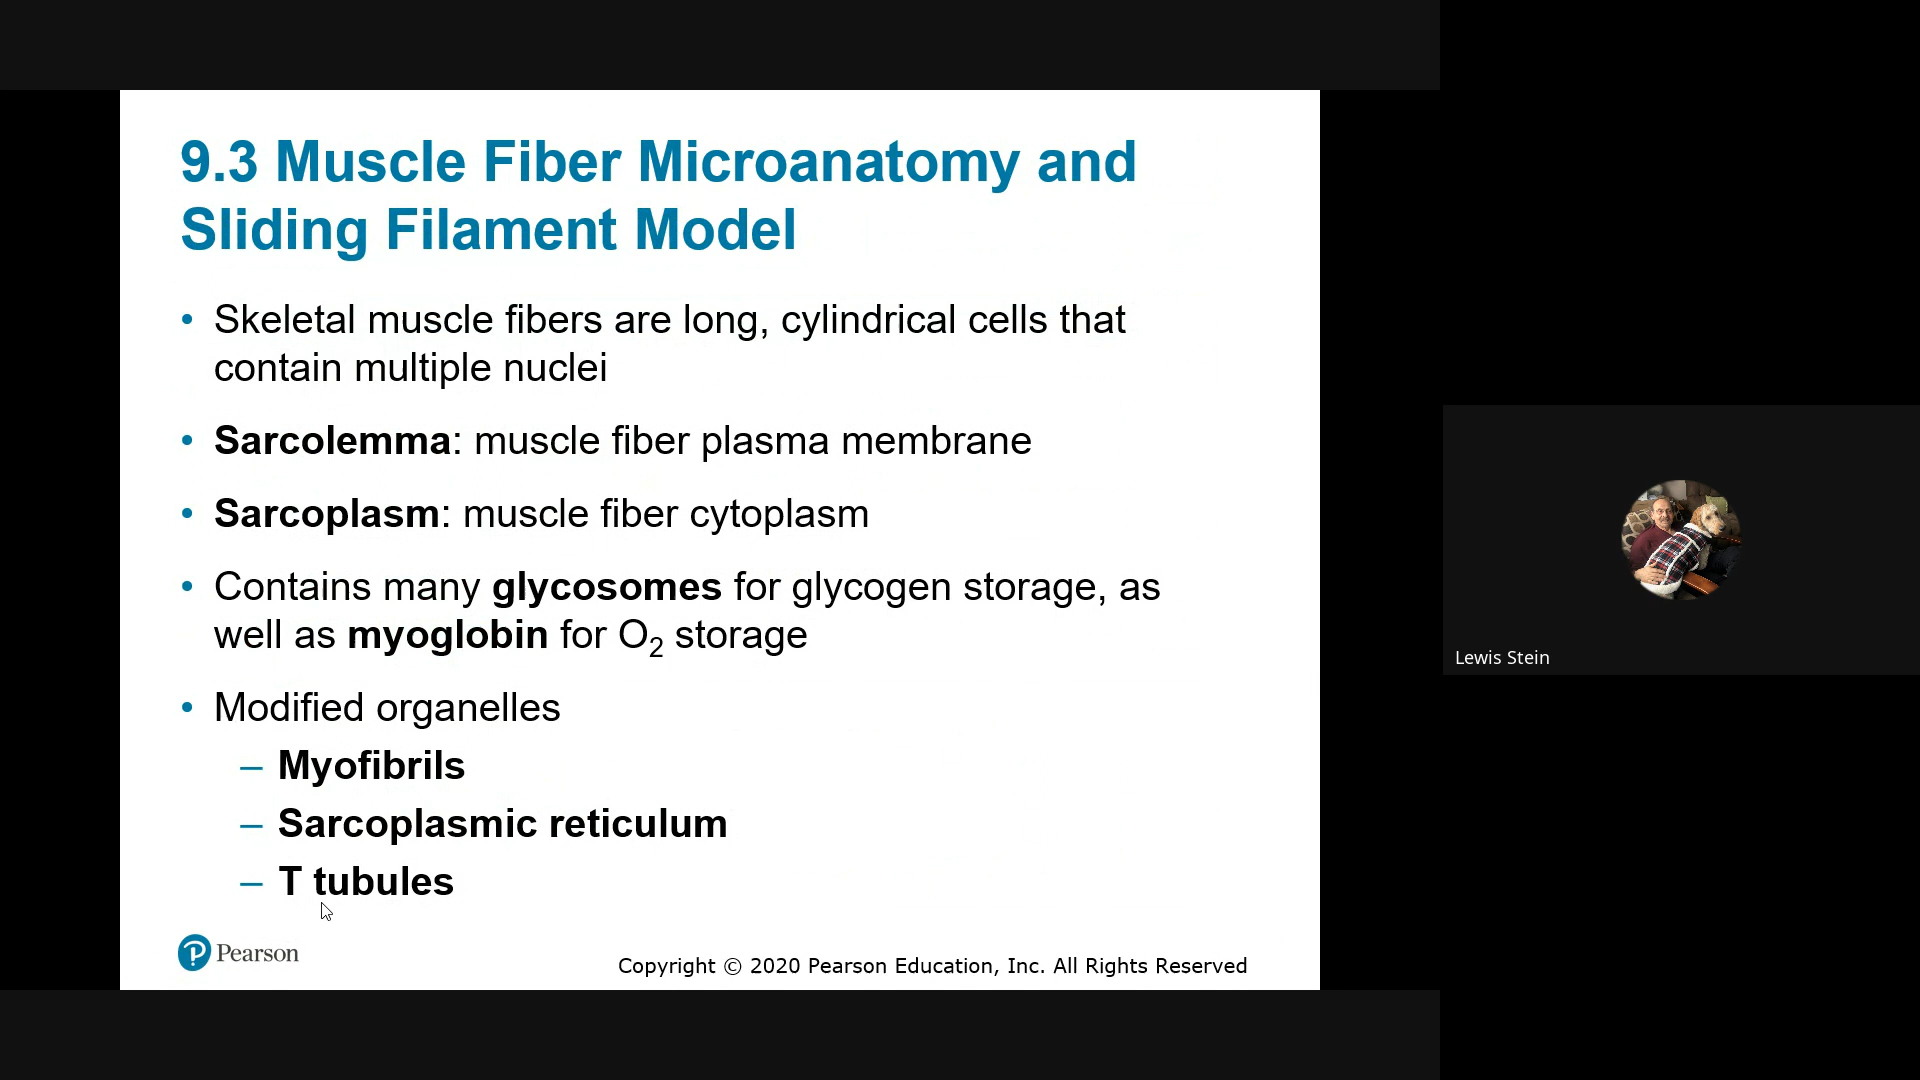 9.3 Muscle Fiber Microanatomy and
Sliding Filament Model
• Skeletal muscle fibers are long, cylindrical cells that
contain multiple nuclei
• Sarcolemma: muscle fiber plasma membrane
• Sarcoplasm: muscle fiber cytoplasm
• Contains many glycosomes for glycogen storage, as
well as myoglobin for O₂ storage
• Modified organelles
– Myofibrils
– Sarcoplasmic reticulum
– T tubules
Pearson
Copyright © 2020 Pearson Education, Inc. All Rights Reserved
Lewis Stein